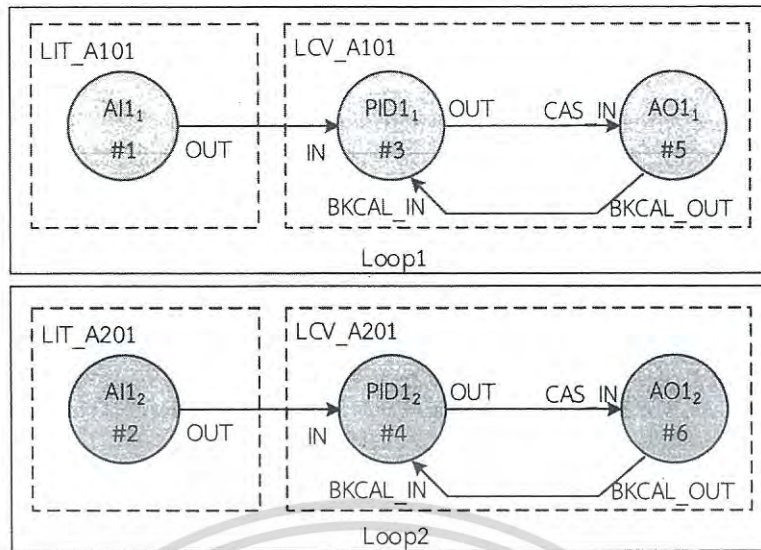 LIT_A101
LCV_A101
AI1₁
#1
OUT
IN
PID1₁
#3
OUT
CAS_IN
AO1₁
#5
BKCAL_IN
BKCAL_OUT
Loop1
LIT_A201
LCV_A201
AI1₂
#2
OUT
IN
PID1₂
#4
OUT
CAS_IN
AO1₂
#6
BKCAL_IN
BKCAL_OUT
Loop2